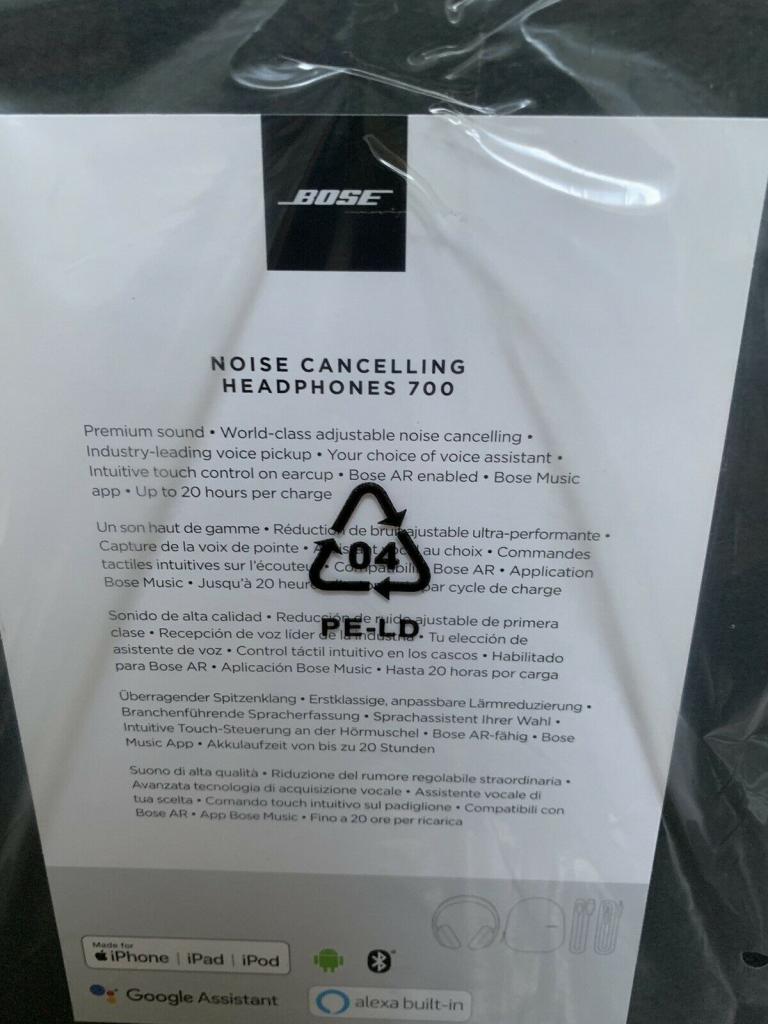 BOSE
NOISE CANCELLING
HEADPHONES 700
Premium sound • World-class adjustable noise cancelling •
Industry-leading voice pickup • Your choice of voice assistant •
Intuitive touch control on earcup • Bose AR enabled • Bose Music
app • Up to 20 hours per charge
Un son haut de gamme • Réduction de bruit ajustable ultra-performante •
Capture de la voix de pointe • au choix • Commandes
tactiles intuitives sur l'écouteur • Bose AR • Application
Bose Music • Jusqu'à 20 heures par cycle de charge
04
PE-LD
Sonido de alta calidad • Reducción de ruido ajustable de primera
clase • Recepción de voz líder de la industria • Tu elección de
asistente de voz • Control táctil intuitivo en los cascos • Habilitado
para Bose AR • Aplicación Bose Music • Hasta 20 horas por carga
Überragender Spitzenklang • Erstklassige, anpassbare Lärmreduzierung •
Branchenführende Spracherfassung • Sprachassistent Ihrer Wahl •
Intuitive Touch-Steuerung an der Hörmuschel • Bose AR-fähig • Bose
Music App • Akkulaufzeit von bis zu 20 Stunden
Suono di alta qualità • Riduzione del rumore regolabile straordinaria •
Avanzata tecnologia di acquisizione vocale • Assistente vocale di
tua scelta • Comando touch intuitivo sul padiglione • Compatibili con
Bose AR • App Bose Music • Fino a 20 ore per ricarica
Made for
iPhone | iPad | iPod
Google Assistant
alexa built-in